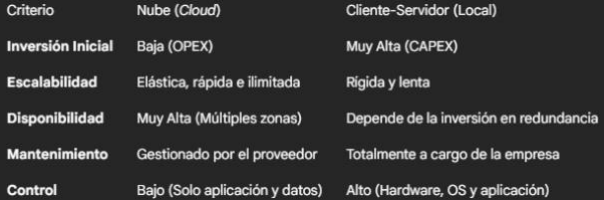 Criterio Nube (Cloud) Cliente-Servidor (Local)
Inversión Inicial Baja (OPEX) Muy Alta (CAPEX)
Escalabilidad Elástica, rápida e ilimitada Rígida y lenta
Disponibilidad Muy Alta (Múltiples zonas) Depende de la inversión en redundancia
Mantenimiento Gestionado por el proveedor Totalmente a cargo de la empresa
Control Bajo (Solo aplicación y datos) Alto (Hardware, OS y aplicación)